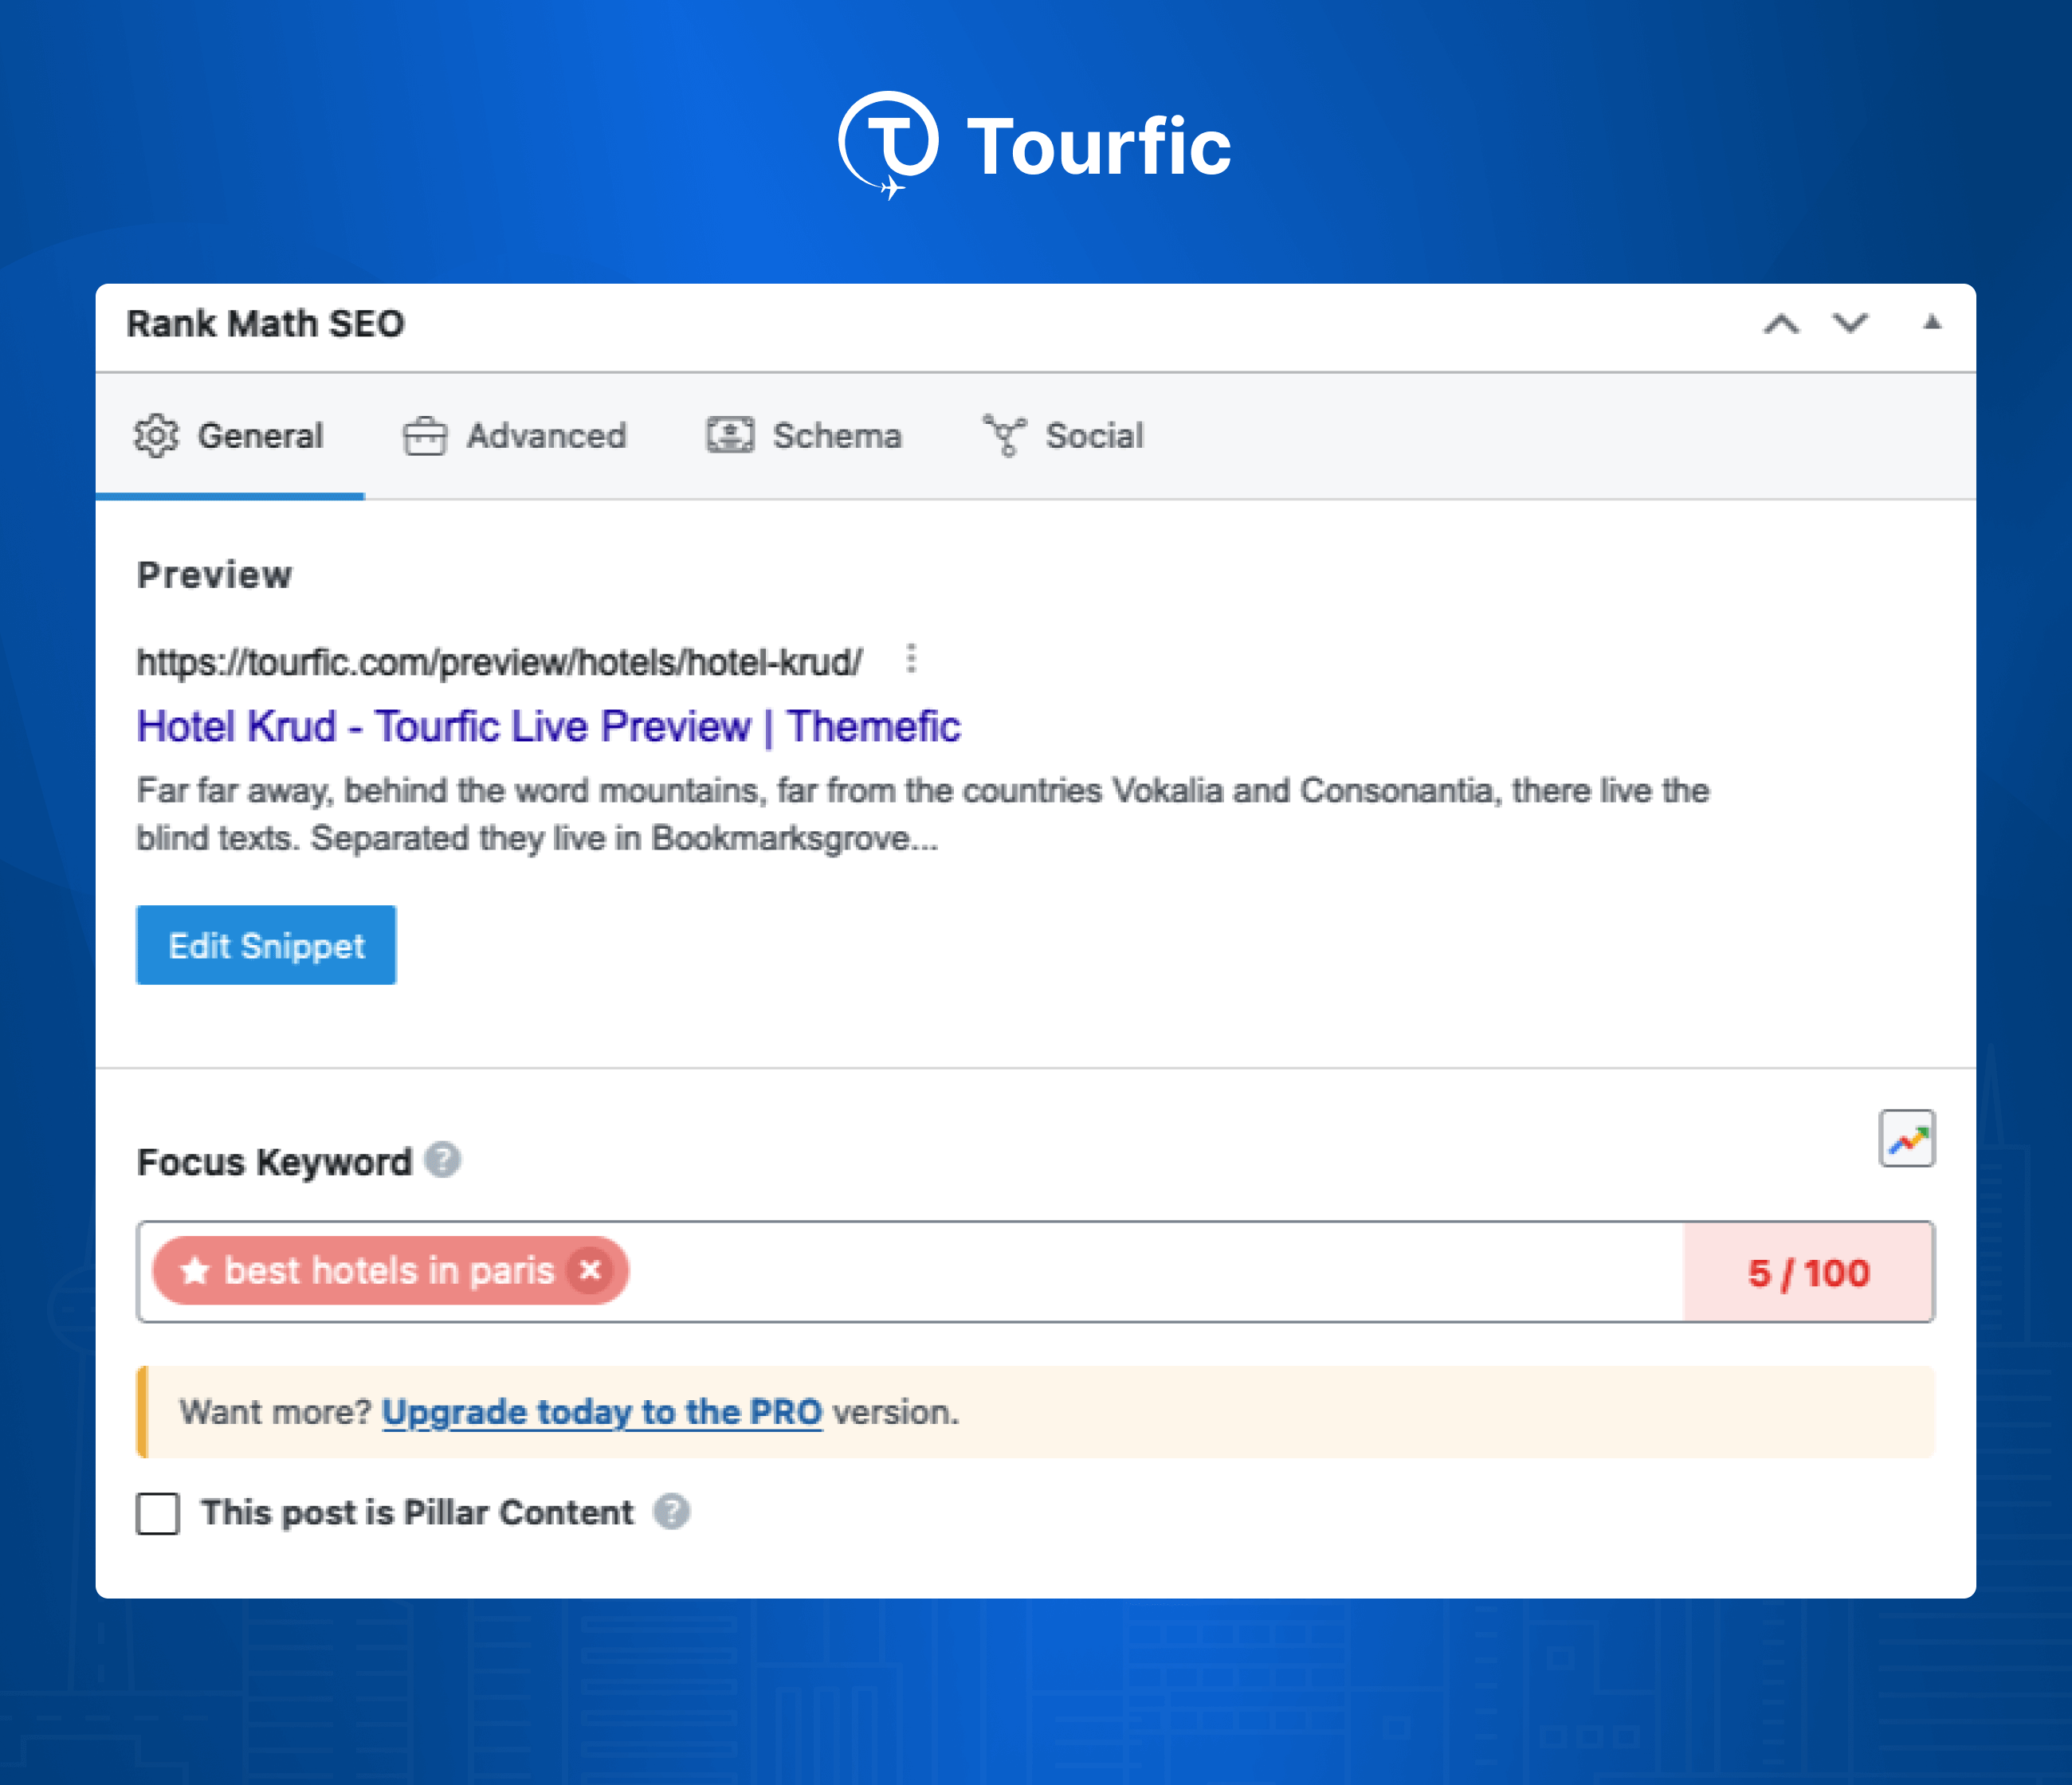 Tourfic
Rank Math SEO
General Advanced Schema Social
Preview
https://tourfic.com/preview/hotels/hotel-krud/
Hotel Krud - Tourfic Live Preview | Themefic
Far far away, behind the word mountains, far from the countries Vokalia and Consonantia, there live the
blind texts. Separated they live in Bookmarksgrove...
Edit Snippet
Focus Keyword ?
best hotels in paris
5 / 100
Want more? Upgrade today to the PRO version.
This post is Pillar Content ?